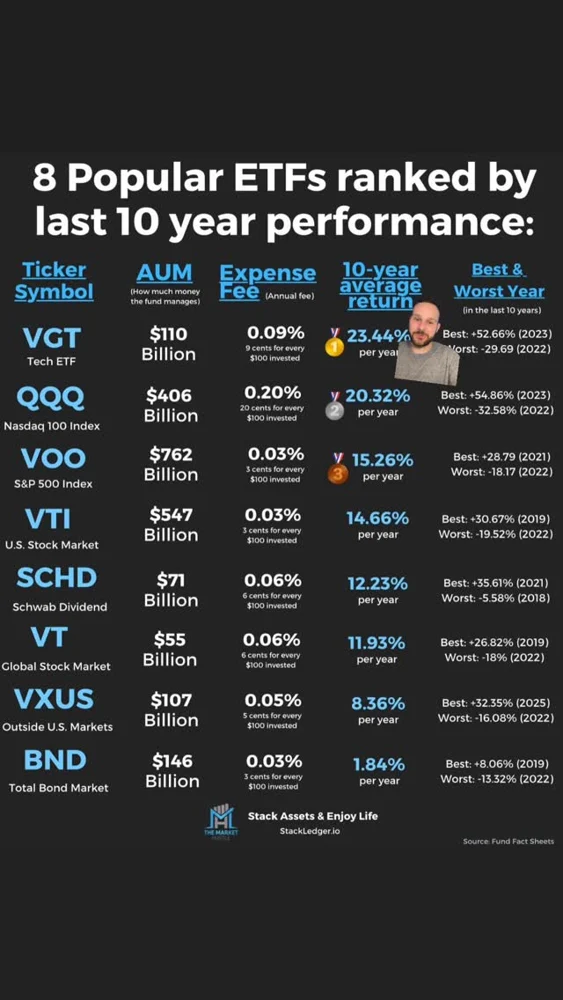 8 Popular ETFs ranked by
last 10 year performance:
Ticker Symbol AUM (How much money the fund manages) Expense Fee (Annual fee) 10-year average return Best & Worst Year (in the last 10 years)
VGT Tech ETF $110 Billion 0.09% 9 cents for every $100 invested 1 23.44% per year Best: +52.66% (2023) Worst: -29.69 (2022)
QQQ Nasdaq 100 Index $406 Billion 0.20% 20 cents for every $100 invested 2 20.32% per year Best: +54.86% (2023) Worst: -32.58% (2022)
VOO S&P 500 Index $762 Billion 0.03% 3 cents for every $100 invested 3 15.26% per year Best: +28.79 (2021) Worst: -18.17 (2022)
VTI U.S. Stock Market $547 Billion 0.03% 3 cents for every $100 invested 14.66% per year Best: +30.67% (2019) Worst: -19.52% (2022)
SCHD Schwab Dividend $71 Billion 0.06% 6 cents for every $100 invested 12.23% per year Best: +35.61% (2021) Worst: -5.58% (2018)
VT Global Stock Market $55 Billion 0.06% 6 cents for every $100 invested 11.93% per year Best: +26.82% (2019) Worst: -18% (2022)
VXUS Outside U.S. Markets $107 Billion 0.05% 5 cents for every $100 invested 8.36% per year Best: +32.35% (2025) Worst: -16.08% (2022)
BND Total Bond Market $146 Billion 0.03% 3 cents for every $100 invested 1.84% per year Best: +8.06% (2019) Worst: -13.32% (2022)
THE MARKET
Stack Assets & Enjoy Life
StackLedger.io
Source: Fund Fact Sheets